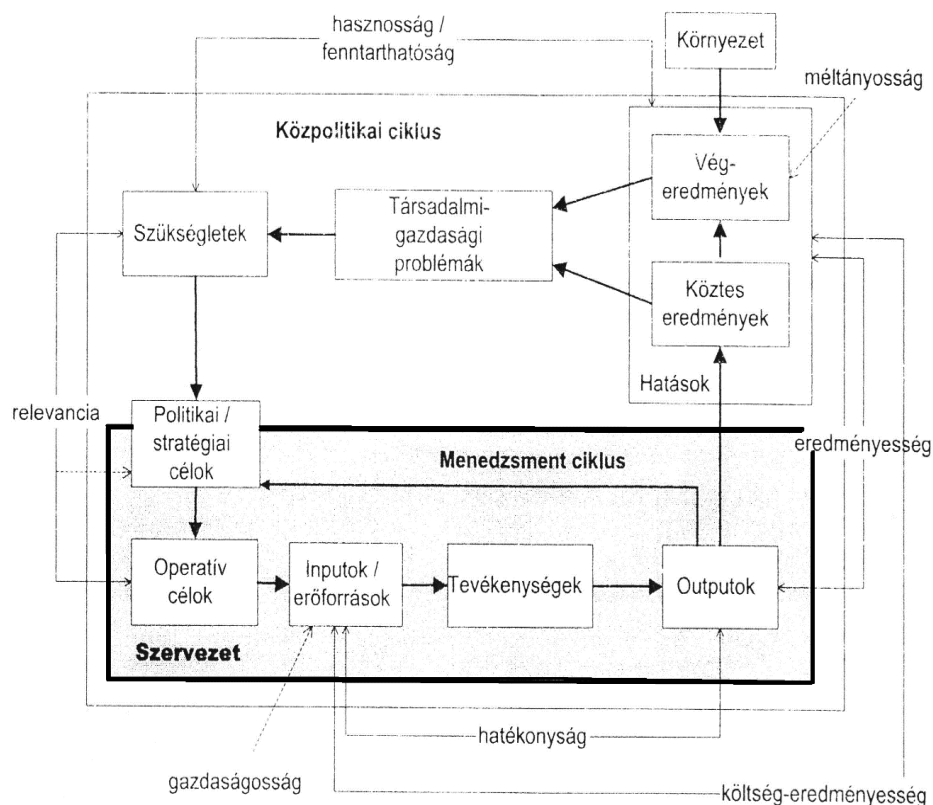 hasznosság /
fenntarthatóság
Környezet
méltányosság
Közpolitikai ciklus
Vég-
eredmények
Társadalmi-
gazdasági
problémák
Szükségletek
Köztes
eredmények
Hatások
relevancia
Politikai /
stratégiai
célok
eredményesség
Menedzsment ciklus
Operatív
célok
Inputok /
erőforrások
Tevékenységek
Outputok
Szervezet
hatékonyság
gazdaságosság
költség-eredményesség